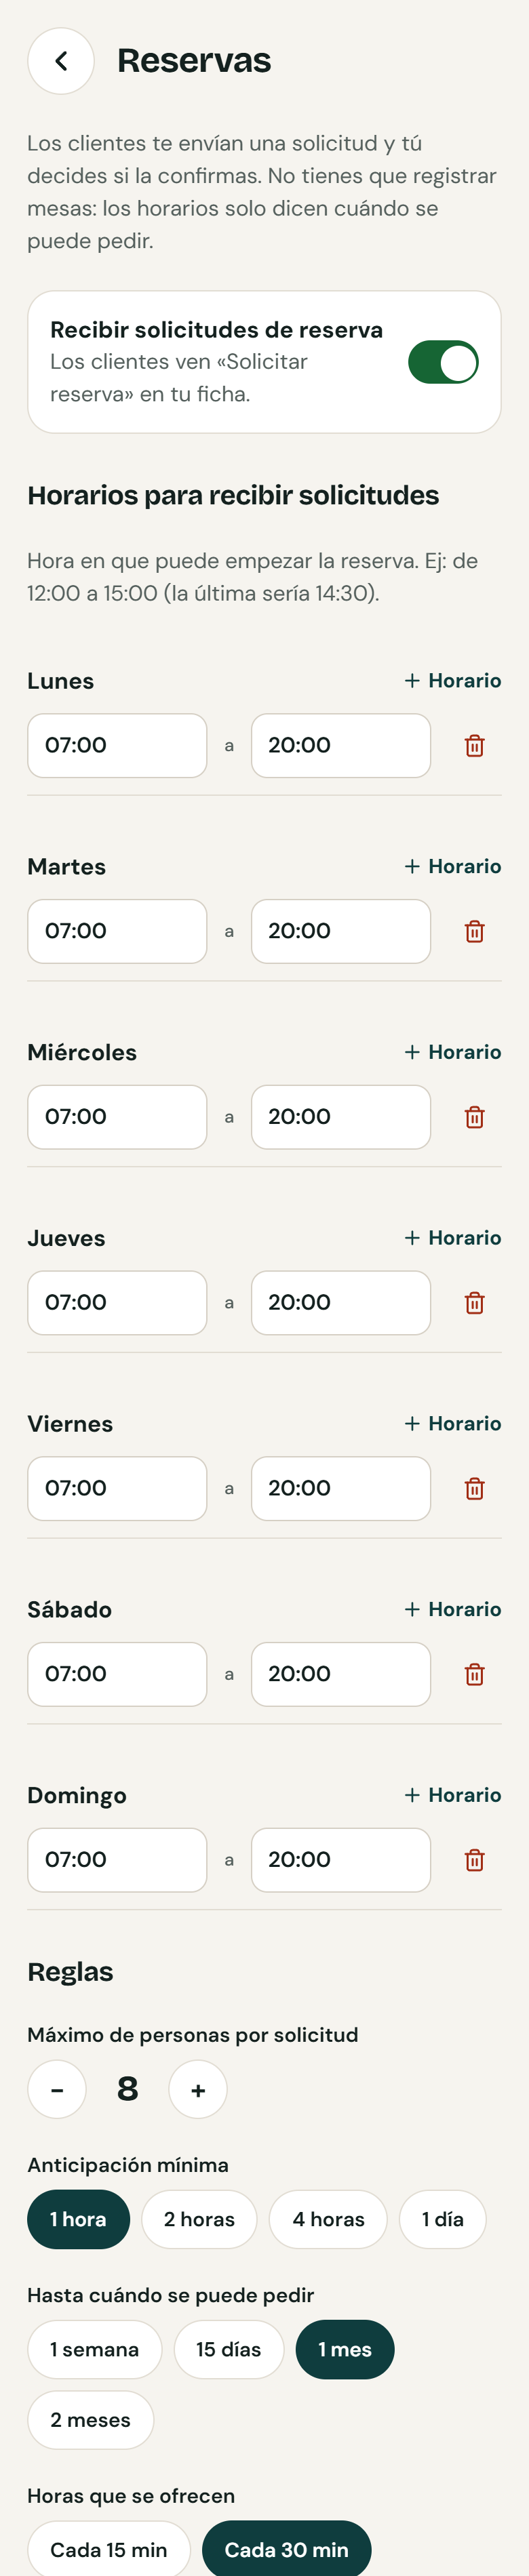 Reservas
Los clientes te envían una solicitud y tú
decides si la confirmas. No tienes que registrar
mesas: los horarios solo dicen cuándo se
puede pedir.
Recibir solicitudes de reserva
Los clientes ven «Solicitar
reserva» en tu ficha.
Horarios para recibir solicitudes
Hora en que puede empezar la reserva. Ej: de
12:00 a 15:00 (la última sería 14:30).
Lunes + Horario
07:00 a 20:00
Martes + Horario
07:00 a 20:00
Miércoles + Horario
07:00 a 20:00
Jueves + Horario
07:00 a 20:00
Viernes + Horario
07:00 a 20:00
Sábado + Horario
07:00 a 20:00
Domingo + Horario
07:00 a 20:00
Reglas
Máximo de personas por solicitud
- 8 +
Anticipación mínima
1 hora 2 horas 4 horas 1 día
Hasta cuándo se puede pedir
1 semana 15 días 1 mes
2 meses
Horas que se ofrecen
Cada 15 min Cada 30 min